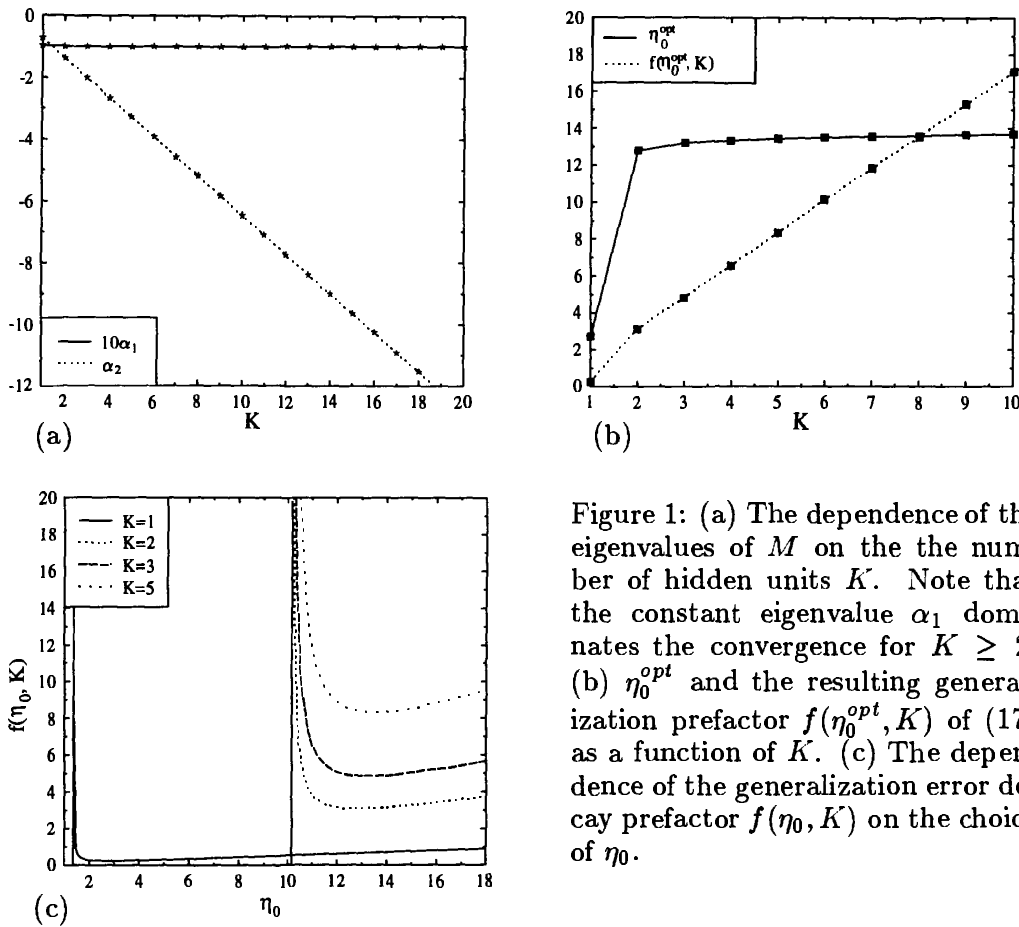 0
-2
-4
-6
-8
-10
-12
10α₁
α₂
2 4 6 8 10 12 14 16 18 20
K
(a)
20
18
16
14
12
10
8
6
4
2
0
η₀ᵒᵖᵗ
f(η₀ᵒᵖᵗ, K)
1 2 3 4 5 6 7 8 9 10
K
(b)
20
18
16
14
12
10
8
6
4
2
0
f(η₀, K)
K=1
K=2
K=3
K=5
2 4 6 8 10 12 14 16 18
η₀
(c)
Figure 1: (a) The dependence of th
eigenvalues of M on the the num
ber of hidden units K. Note tha
the constant eigenvalue α₁ dom
nates the convergence for K ≥ 2
(b) η₀ᵒᵖᵗ and the resulting genera
ization prefactor f(η₀ᵒᵖᵗ, K) of (17
as a function of K. (c) The depen
dence of the generalization error de
cay prefactor f(η₀, K) on the choic
of η₀.